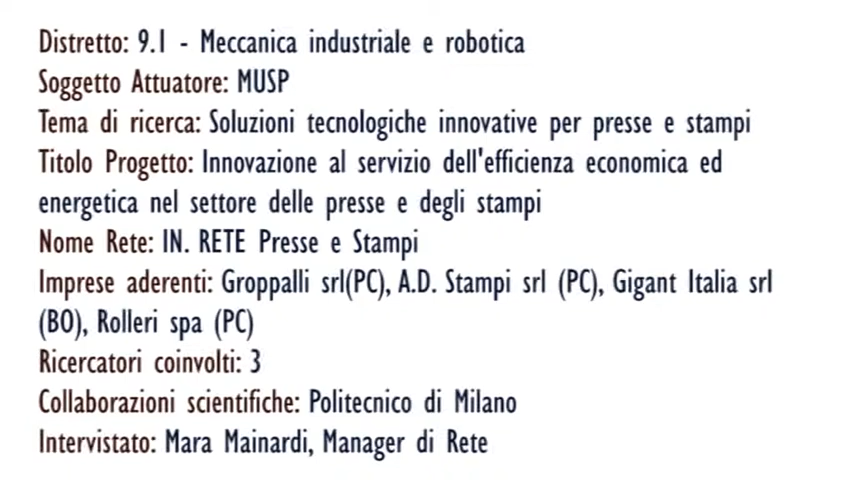 Distretto: 9.1 - Meccanica industriale e robotica
Soggetto Attuatore: MUSP
Tema di ricerca: Soluzioni tecnologiche innovative per presse e stampi
Titolo Progetto: Innovazione al servizio dell'efficienza economica ed
energetica nel settore delle presse e degli stampi
Nome Rete: IN. RETE Presse e Stampi
Imprese aderenti: Groppalli srl(PC), A.D. Stampi srl (PC), Gigant Italia srl
(BO), Rolleri spa (PC)
Ricercatori coinvolti: 3
Collaborazioni scientifiche: Politecnico di Milano
Intervistato: Mara Mainardi, Manager di Rete